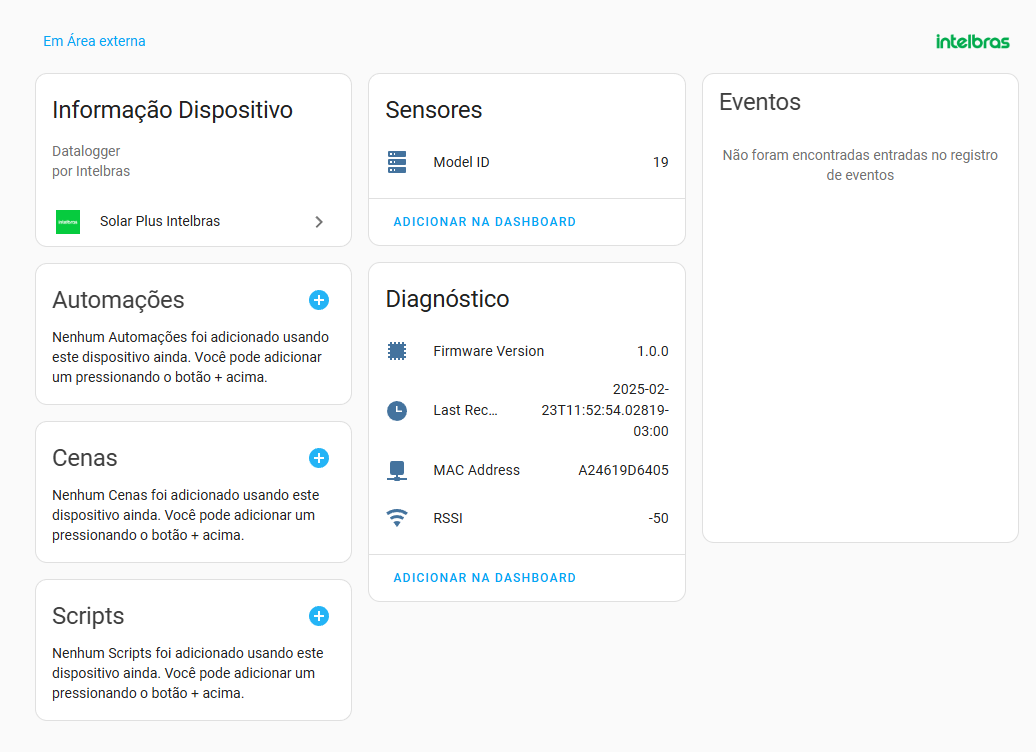 Em Área externa
intelbras
Informação Dispositivo
Datalogger
por Intelbras
intelbras
Solar Plus Intelbras
Automações
Nenhum Automações foi adicionado usando
este dispositivo ainda. Você pode adicionar
um pressionando o botão + acima.
Cenas
Nenhum Cenas foi adicionado usando este
dispositivo ainda. Você pode adicionar um
pressionando o botão + acima.
Scripts
Nenhum Scripts foi adicionado usando este
dispositivo ainda. Você pode adicionar um
pressionando o botão + acima.
Sensores
Model ID 19
ADICIONAR NA DASHBOARD
Diagnóstico
Firmware Version 1.0.0
2025-02-
Last Rec... 23T11:52:54.02819-
03:00
MAC Address A24619D6405
RSSI -50
ADICIONAR NA DASHBOARD
Eventos
Não foram encontradas entradas no registro
de eventos